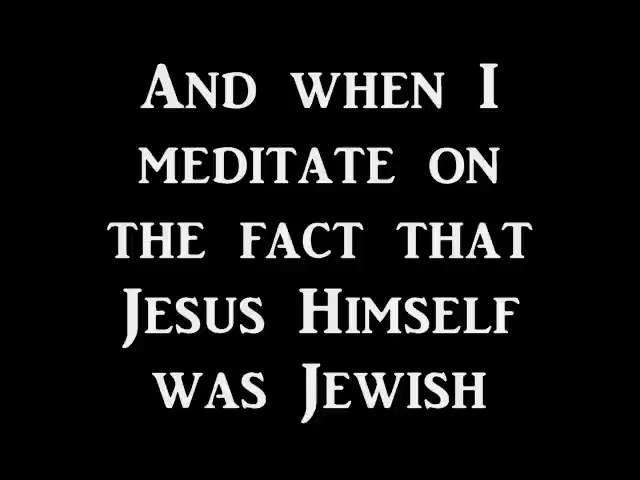 And when I
meditate on
the fact that
Jesus Himself
was Jewish